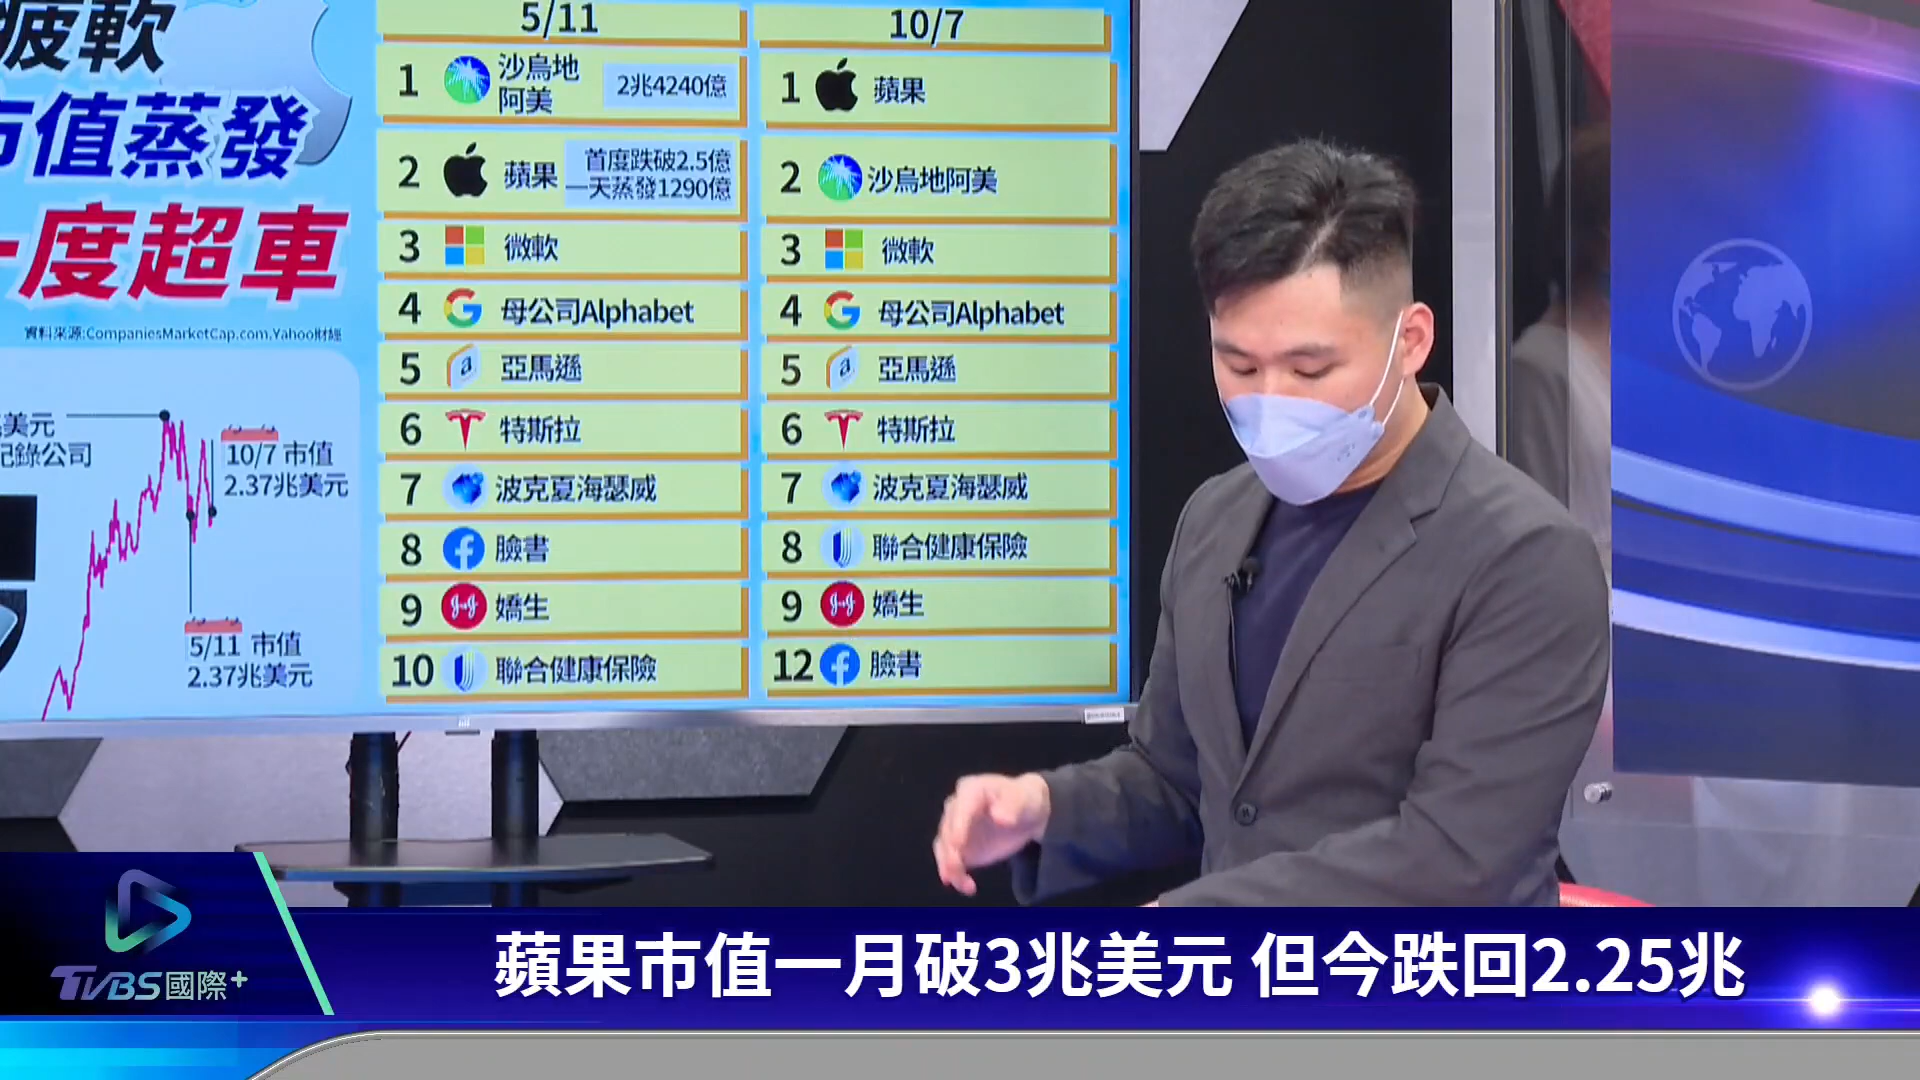 疲軟
市值蒸發
一度超車
資料來源:CompaniesMarketCap.com,Yahoo財經
美元
記錄公司
10/7 市值
2.37兆美元
5/11 市值
2.37兆美元
5/11
1 沙烏地阿美 2兆4240億
2 蘋果 首度跌破2.5億
一天蒸發1290億
3 微軟
4 母公司Alphabet
5 亞馬遜
6 特斯拉
7 波克夏海瑟威
8 臉書
9 嬌生
10 聯合健康保險
10/7
1 蘋果
2 沙烏地阿美
3 微軟
4 母公司Alphabet
5 亞馬遜
6 特斯拉
7 波克夏海瑟威
8 聯合健康保險
9 嬌生
12 臉書
TVBS國際+
蘋果市值一月破3兆美元 但今跌回2.25兆